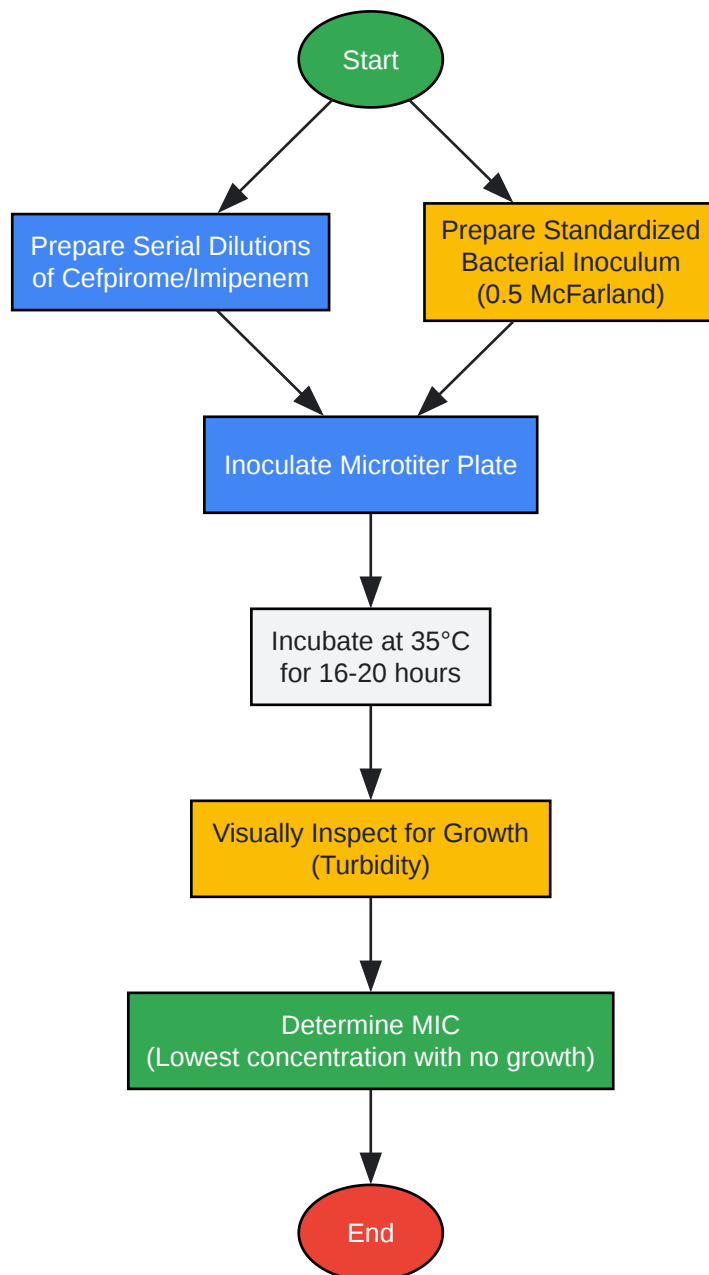 Start
Prepare Serial Dilutions
of Cefpirome/Imipenem
Prepare Standardized
Bacterial Inoculum
(0.5 McFarland)
Inoculate Microtiter Plate
Incubate at 35°C
for 16-20 hours
Visually Inspect for Growth
(Turbidity)
Determine MIC
(Lowest concentration with no growth)
End